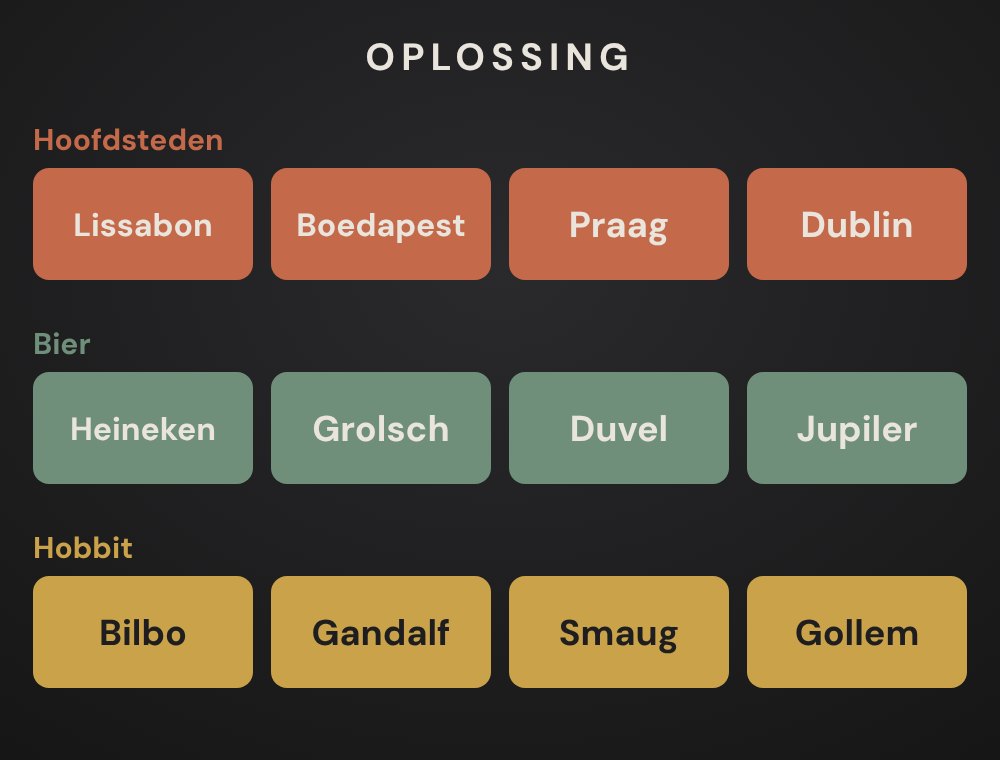 OPLOSSING
Hoofdsteden
Lissabon Boedapest Praag Dublin
Bier
Heineken Grolsch Duvel Jupiler
Hobbit
Bilbo Gandalf Smaug Gollem